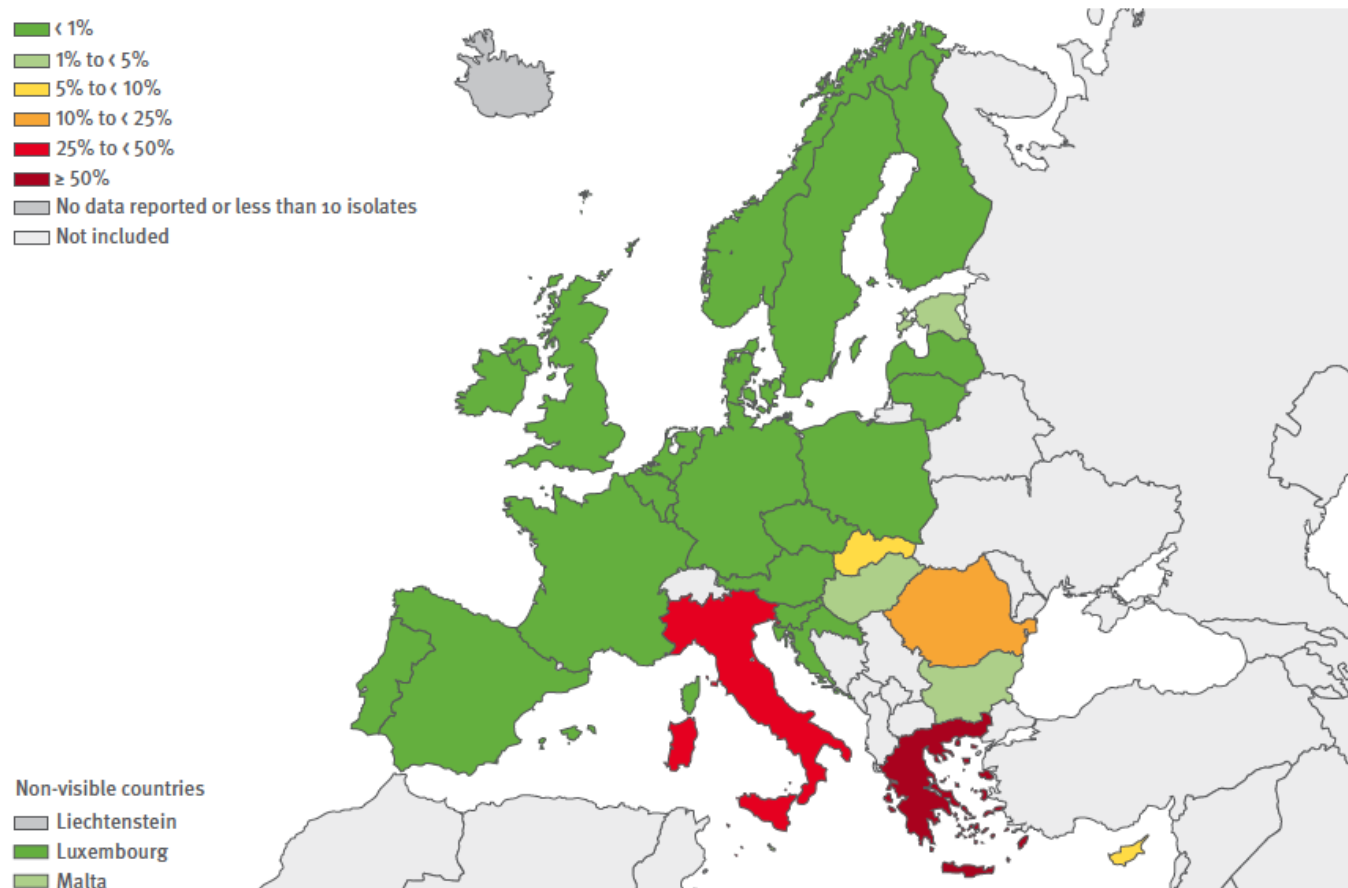 < 1%
1% to < 5%
5% to < 10%
10% to < 25%
25% to < 50%
≥ 50%
No data reported or less than 10 isolates
Not included
Non-visible countries
Liechtenstein
Luxembourg
Malta